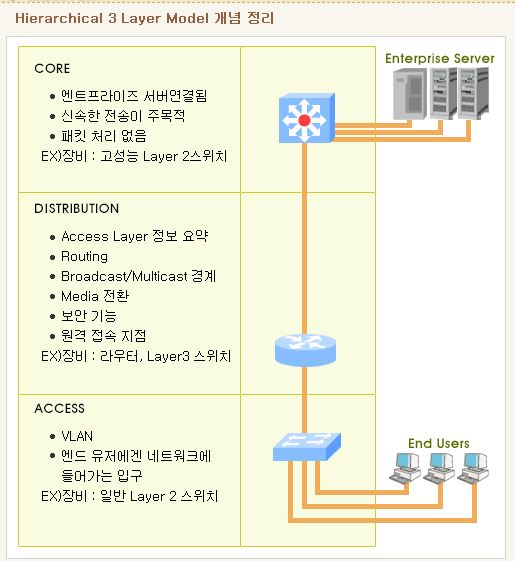 Hierarchical 3 Layer Model 개념 정리
CORE
• 엔트프라이즈 서버연결됨
• 신속한 전송이 주목적
• 패킷 처리 없음
EX)장비 : 고성능 Layer 2스위치
Enterprise Server
DISTRIBUTION
• Access Layer 정보 요약
• Routing
• Broadcast/Multicast 경계
• Media 전환
• 보안 기능
• 원격 접속 지점
EX)장비 : 라우터, Layer3 스위치
ACCESS
• VLAN
• 엔드 유저에겐 네트워크에
들어가는 입구
EX)장비 : 일반 Layer 2 스위치
End Users